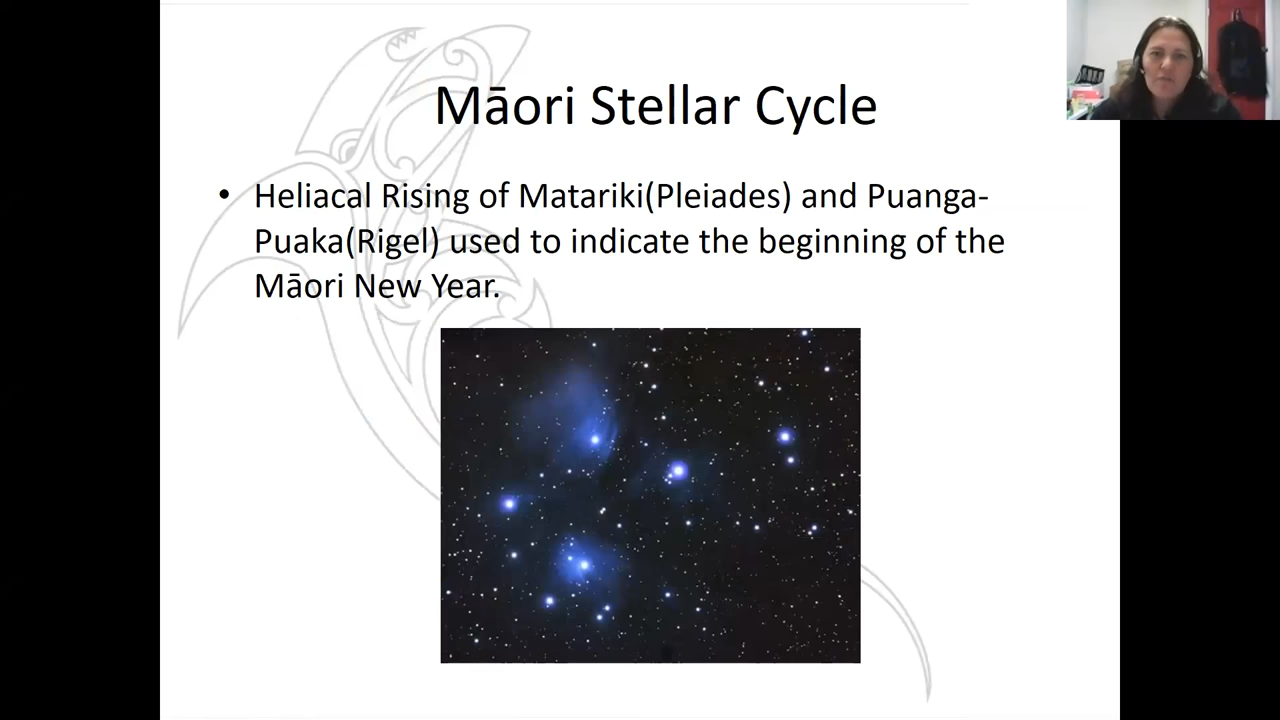 Māori Stellar Cycle
• Heliacal Rising of Matariki(Pleiades) and Puanga-
Puaka(Rigel) used to indicate the beginning of the
Māori New Year.